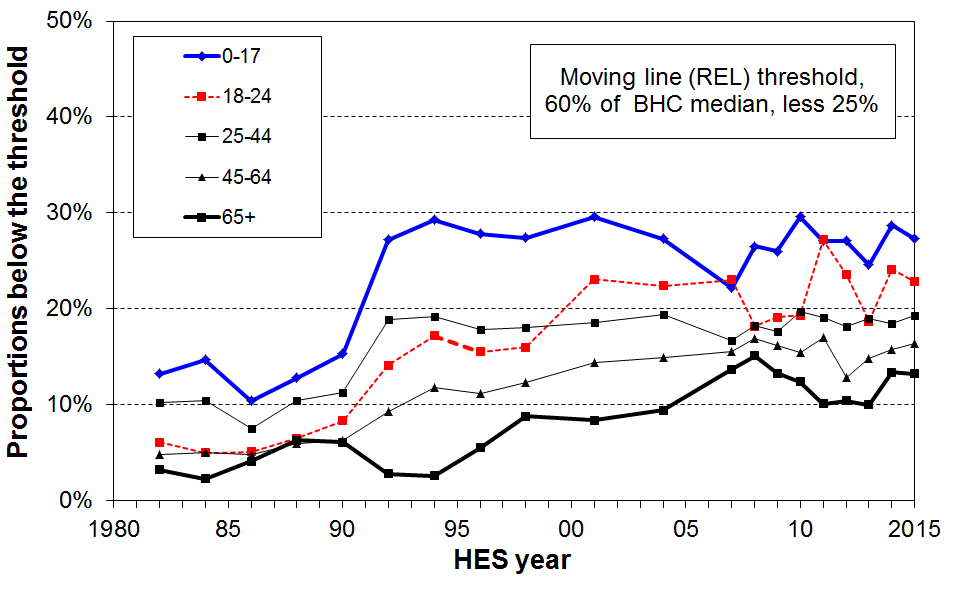 50%
40%
30%
20%
10%
0%
Proportions below the threshold
0-17
18-24
25-44
45-64
65+
Moving line (REL) threshold,
60% of BHC median, less 25%
1980 85 90 95 00 05 10 2015
HES year